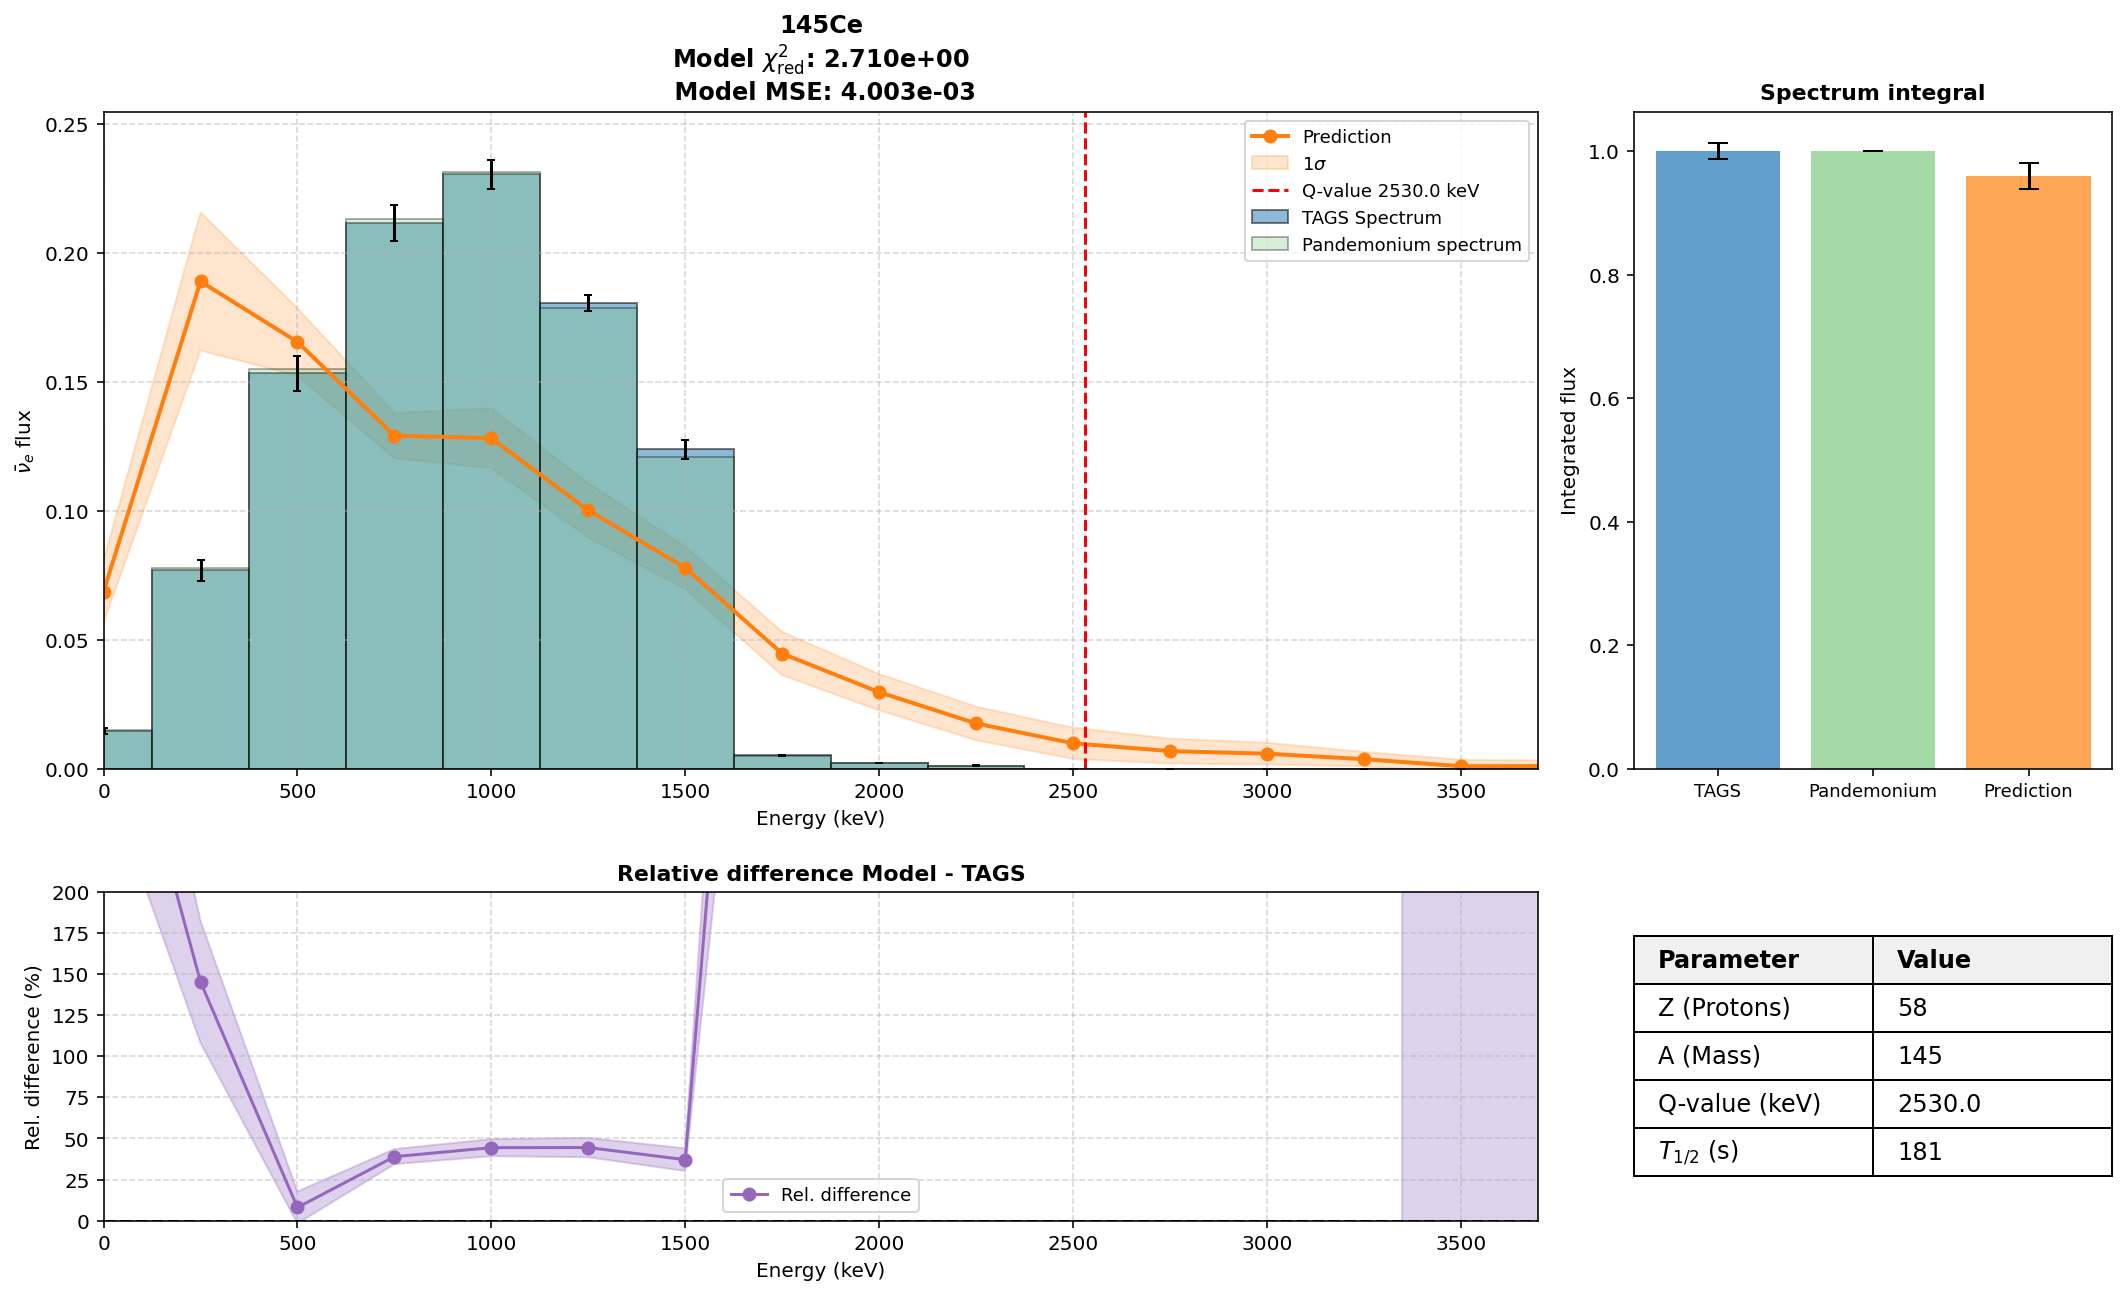 145Ce
Model χ²red: 2.710e+00
Model MSE: 4.003e-03
0.25
0.20
0.15
0.10
0.05
0.00
ν̄e flux
0 500 1000 1500 2000 2500 3000 3500
Energy (keV)
Prediction
1σ
Q-value 2530.0 keV
TAGS Spectrum
Pandemonium spectrum
Spectrum integral
1.0
0.8
0.6
0.4
0.2
0.0
Integrated flux
TAGS Pandemonium Prediction
Relative difference Model - TAGS
200
175
150
125
100
75
50
25
0
Rel. difference (%)
0 500 1000 1500 2000 2500 3000 3500
Energy (keV)
Rel. difference
Parameter Value
Z (Protons) 58
A (Mass) 145
Q-value (keV) 2530.0
T1/2 (s) 181